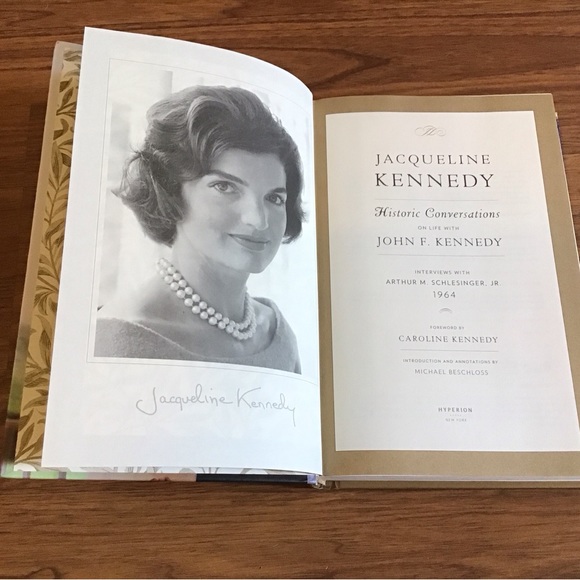 Jacqueline Kennedy
JACQUELINE
KENNEDY
Historic Conversations
ON LIFE WITH
JOHN F. KENNEDY
INTERVIEWS WITH
ARTHUR M. SCHLESINGER, JR.
1964
FOREWORD BY
CAROLINE KENNEDY
INTRODUCTION AND ANNOTATIONS BY
MICHAEL BESCHLOSS
HYPERION
NEW YORK